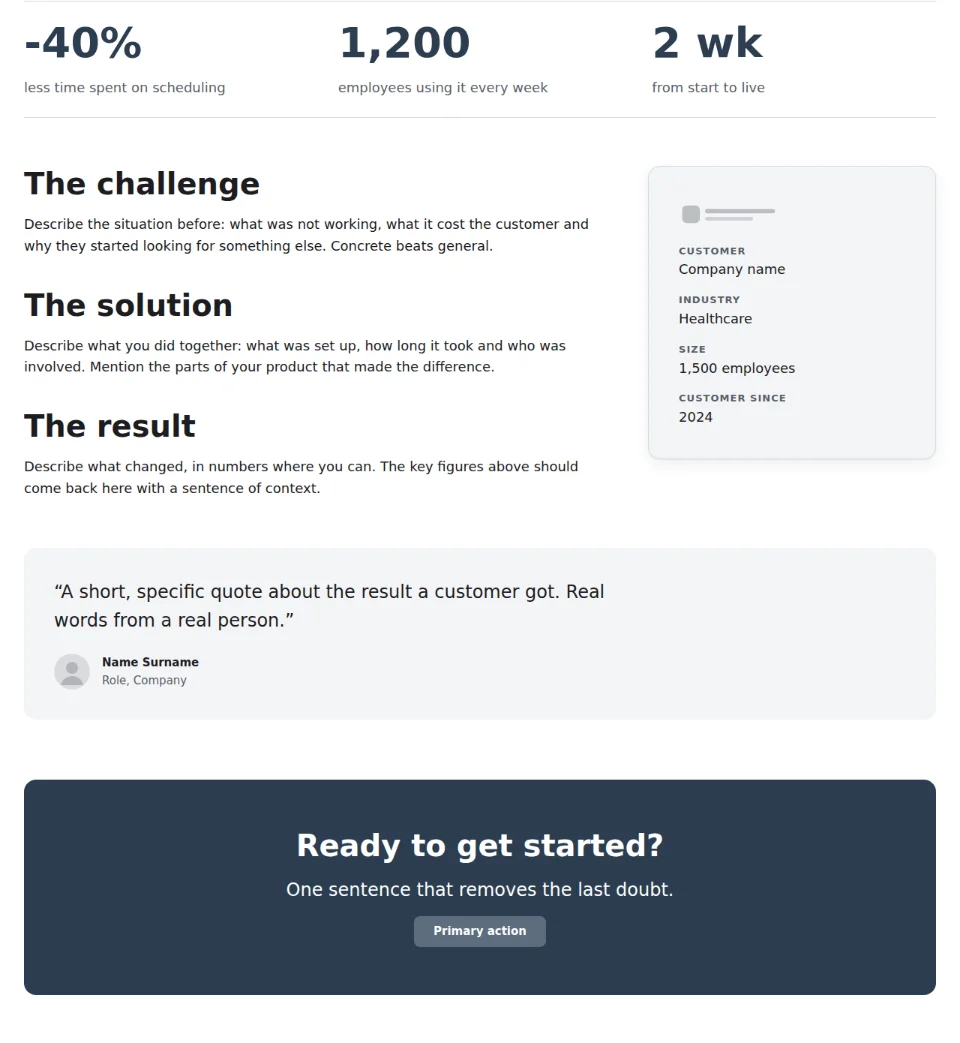 -40%
less time spent on scheduling
1,200
employees using it every week
2 wk
from start to live
The challenge
Describe the situation before: what was not working, what it cost the customer and
why they started looking for something else. Concrete beats general.
The solution
Describe what you did together: what was set up, how long it took and who was
involved. Mention the parts of your product that made the difference.
The result
Describe what changed, in numbers where you can. The key figures above should
come back here with a sentence of context.
CUSTOMER
Company name
INDUSTRY
Healthcare
SIZE
1,500 employees
CUSTOMER SINCE
2024
“A short, specific quote about the result a customer got. Real
words from a real person.”
Name Surname
Role, Company
Ready to get started?
One sentence that removes the last doubt.
Primary action